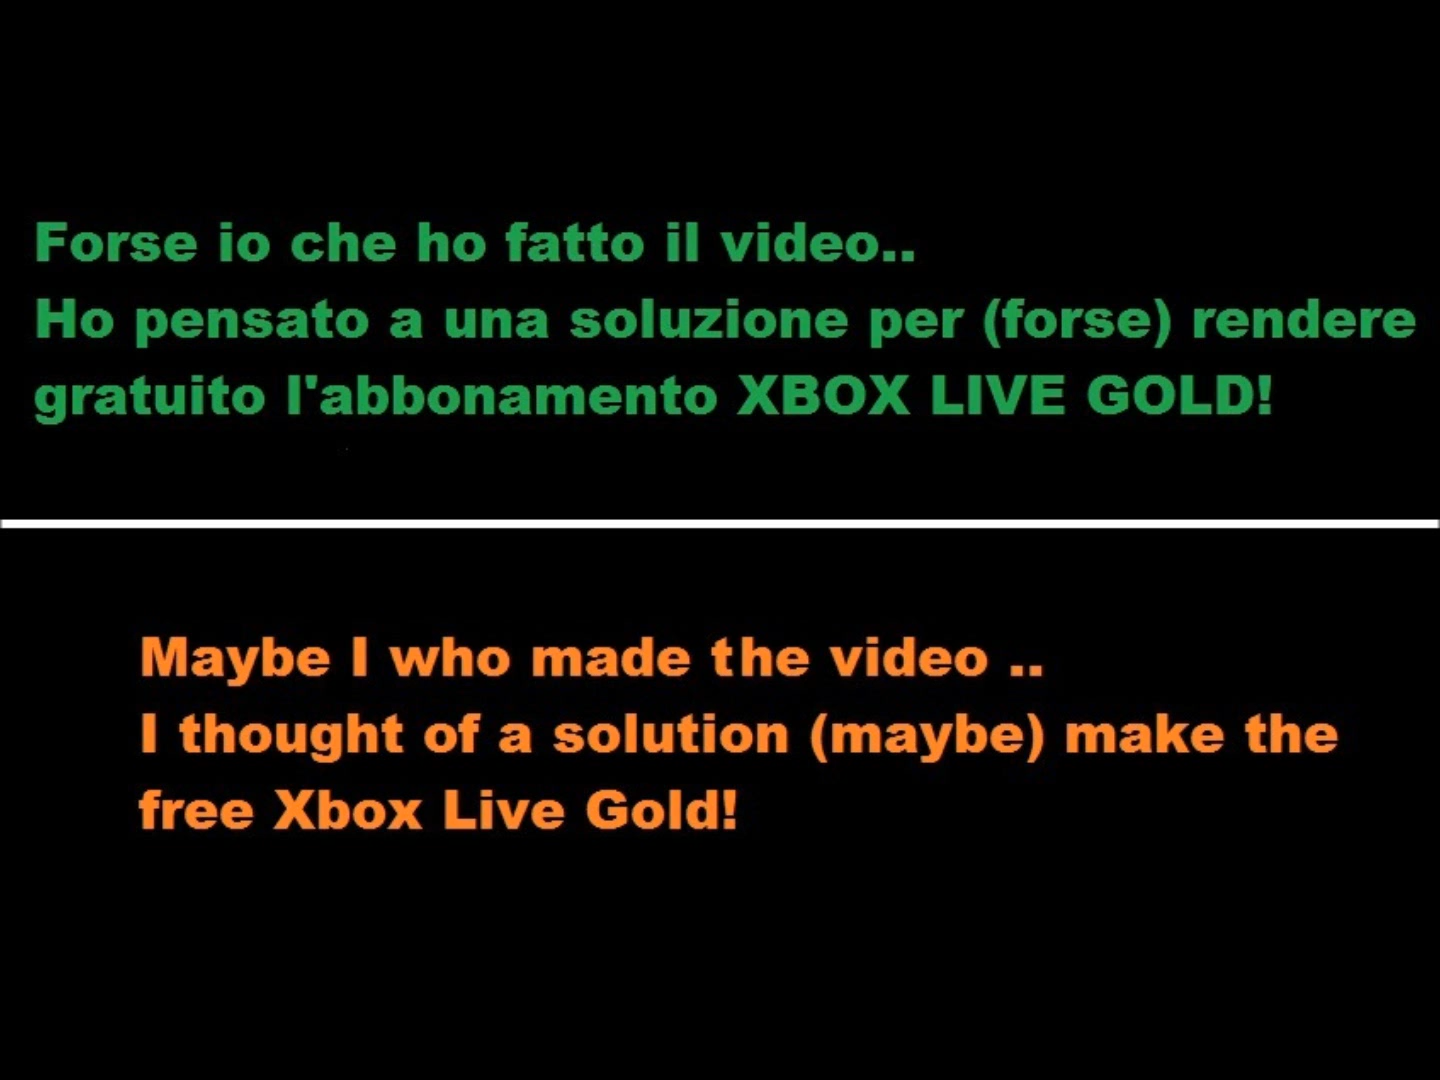 Forse io che ho fatto il video..
Ho pensato a una soluzione per (forse) rendere
gratuito l'abbonamento XBOX LIVE GOLD!
Maybe I who made the video ..
I thought of a solution (maybe) make the
free Xbox Live Gold!